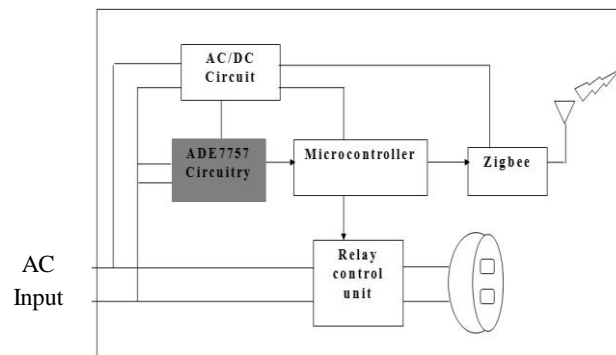 AC/DC
Circuit
ADE7757
Circuitry
Microcontroller
Zigbee
Relay
control
unit
AC
Input